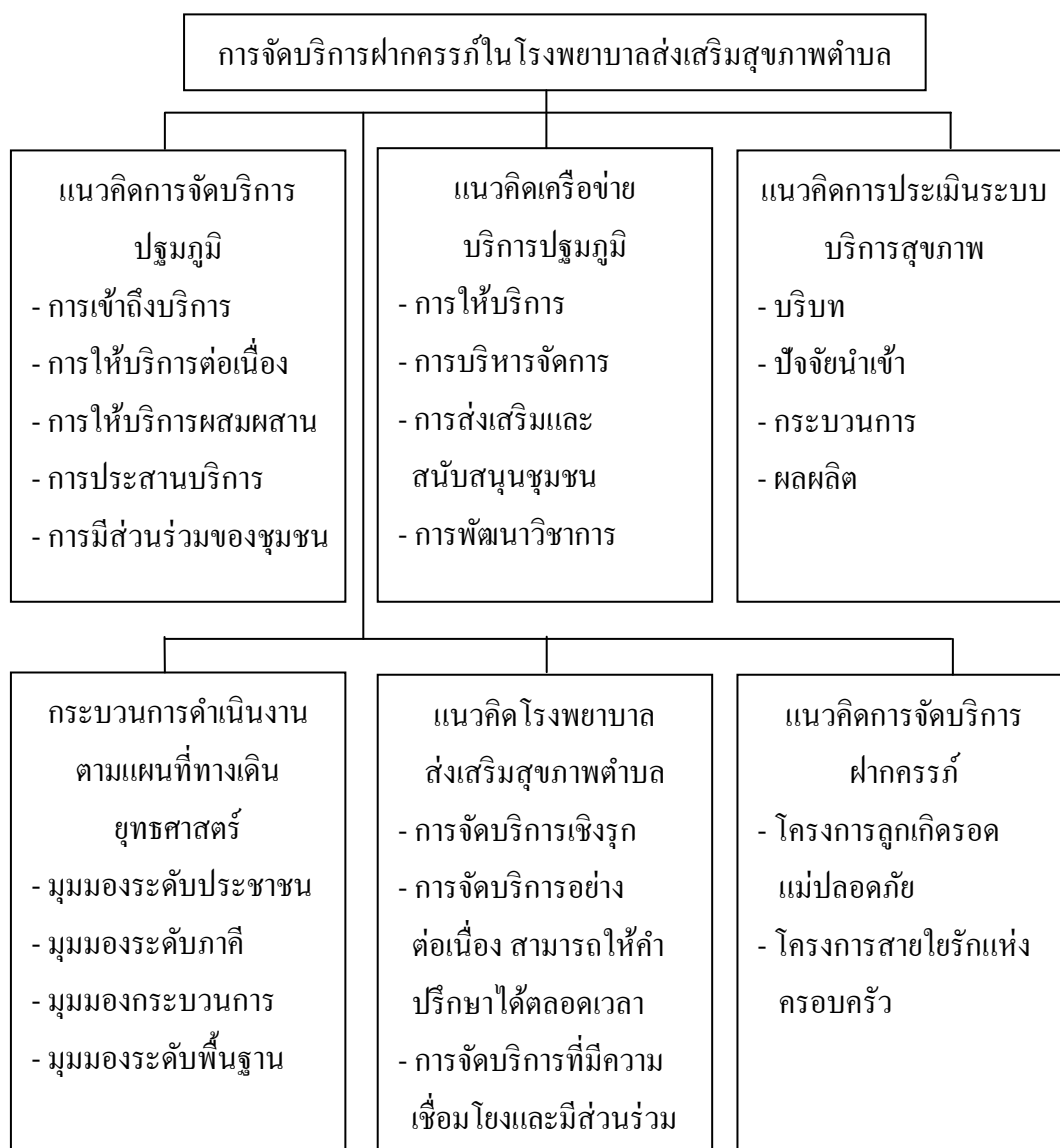 การจัดบริการฝากครรภ์ในโรงพยาบาลส่งเสริมสุขภาพตำบล
แนวคิดการจัดบริการ
ปฐมภูมิ
- การเข้าถึงบริการ
- การให้บริการต่อเนื่อง
- การให้บริการผสมผสาน
- การประสานบริการ
- การมีส่วนร่วมของชุมชน
แนวคิดเครือข่าย
บริการปฐมภูมิ
- การให้บริการ
- การบริหารจัดการ
- การส่งเสริมและ
สนับสนุนชุมชน
- การพัฒนาวิชาการ
แนวคิดการประเมินระบบ
บริการสุขภาพ
- บริบท
- ปัจจัยนำเข้า
- กระบวนการ
- ผลผลิต
กระบวนการดำเนินงาน
ตามแผนที่ทางเดิน
ยุทธศาสตร์
- มุมมองระดับประชาชน
- มุมมองระดับภาคี
- มุมมองกระบวนการ
- มุมมองระดับพื้นฐาน
แนวคิดโรงพยาบาล
ส่งเสริมสุขภาพตำบล
- การจัดบริการเชิงรุก
- การจัดบริการอย่าง
ต่อเนื่อง สามารถให้คำ
ปรึกษาได้ตลอดเวลา
- การจัดบริการที่มีความ
เชื่อมโยงและมีส่วนร่วม
แนวคิดการจัดบริการ
ฝากครรภ์
- โครงการลูกเกิดรอด
แม่ปลอดภัย
- โครงการสายใยรักแห่ง
ครอบครัว